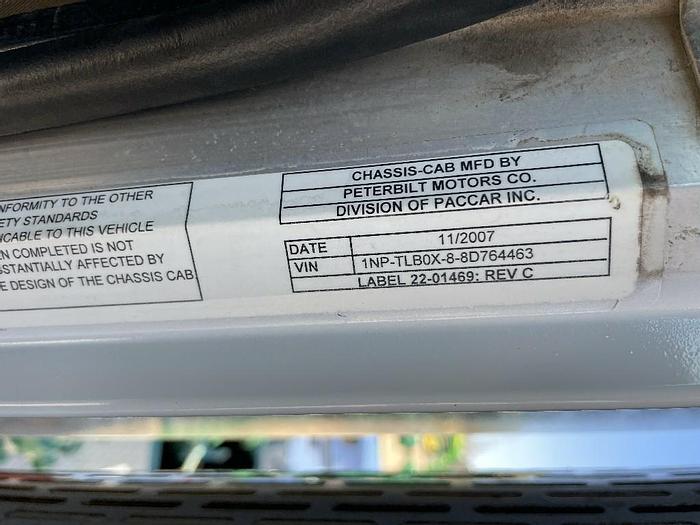 NFORMITY TO THE OTHER
ETY STANDARDS
ICABLE TO THIS VEHICLE
EN COMPLETED IS NOT
BSTANTIALLY AFFECTED BY
E DESIGN OF THE CHASSIS CAB
CHASSIS-CAB MFD BY
PETERBILT MOTORS CO.
DIVISION OF PACCAR INC.
DATE 11/2007
VIN 1NP-TLB0X-8-8D764463
LABEL 22-01469: REV C